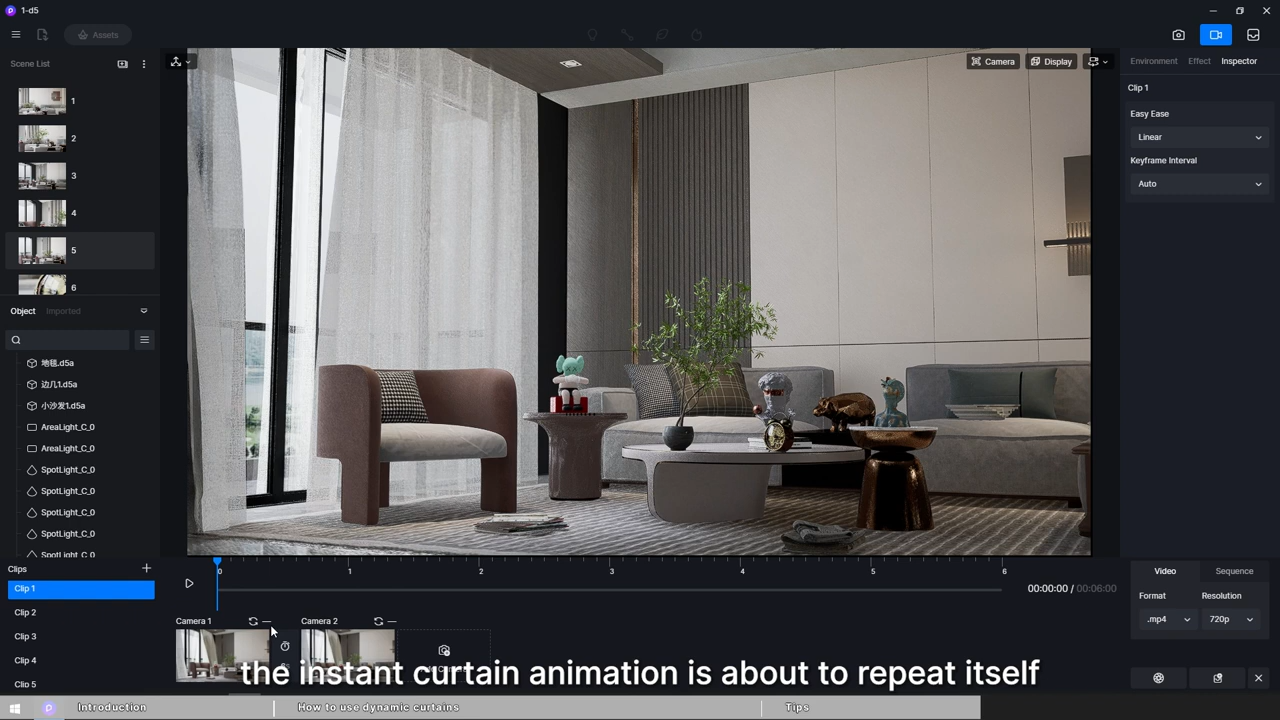 1-d5
Assets
Scene List
Camera
Display
Environment
Effect
Inspector
1
Clip 1
2
Easy Ease
Linear
Keyframe Interval
3
Auto
4
5
6
Object
Imported
地毯.d5a
边几1.d5a
小沙发1.d5a
AreaLight_C_0
AreaLight_C_0
SpotLight_C_0
SpotLight_C_0
SpotLight_C_0
SpotLight_C_0
SpotLight_C_0
Clips
0
1
2
3
4
5
6
Video
Sequence
Clip 1
00:00:00 / 00:06:00
Format
Resolution
Clip 2
Camera 1
Camera 2
.mp4
720p
Clip 3
Clip 4
the instant curtain animation is about to repeat itself
Clip 5
Introduction
How to use dynamic curtains
Tips